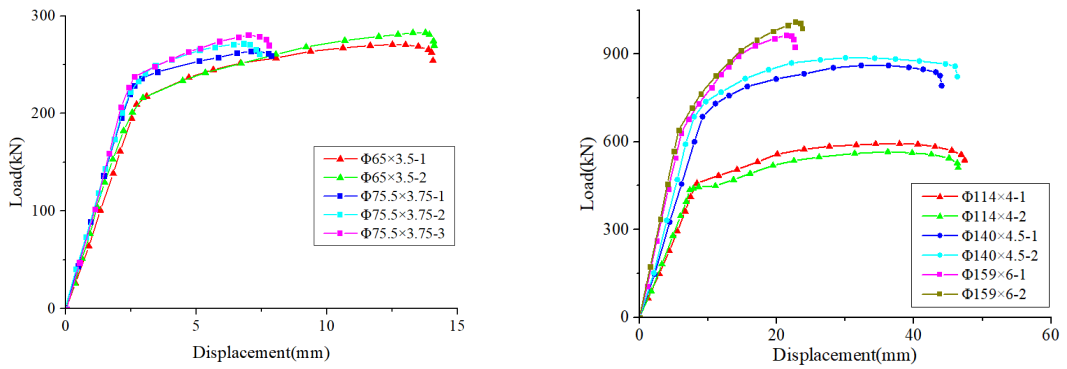 300
200
100
0
Load(kN)
0
5
10
15
Displacement(mm)
Φ65×3.5-1
Φ65×3.5-2
Φ75.5×3.75-1
Φ75.5×3.75-2
Φ75.5×3.75-3
900
600
300
0
Load(kN)
0
20
40
60
Displacement(mm)
Φ114×4-1
Φ114×4-2
Φ140×4.5-1
Φ140×4.5-2
Φ159×6-1
Φ159×6-2